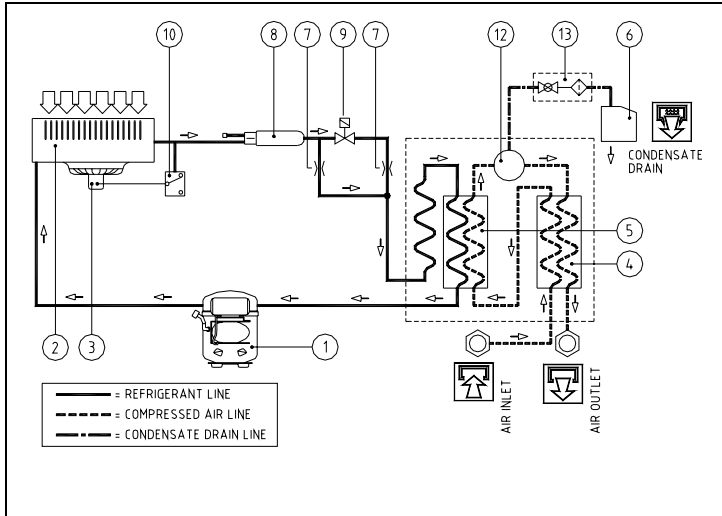 10
8
7
9
7
12
13
6
CONDENSATE
DRAIN
5
4
2
3
1
AIR INLET
AIR OUTLET
= REFRIGERANT LINE
= COMPRESSED AIR LINE
= CONDENSATE DRAIN LINE